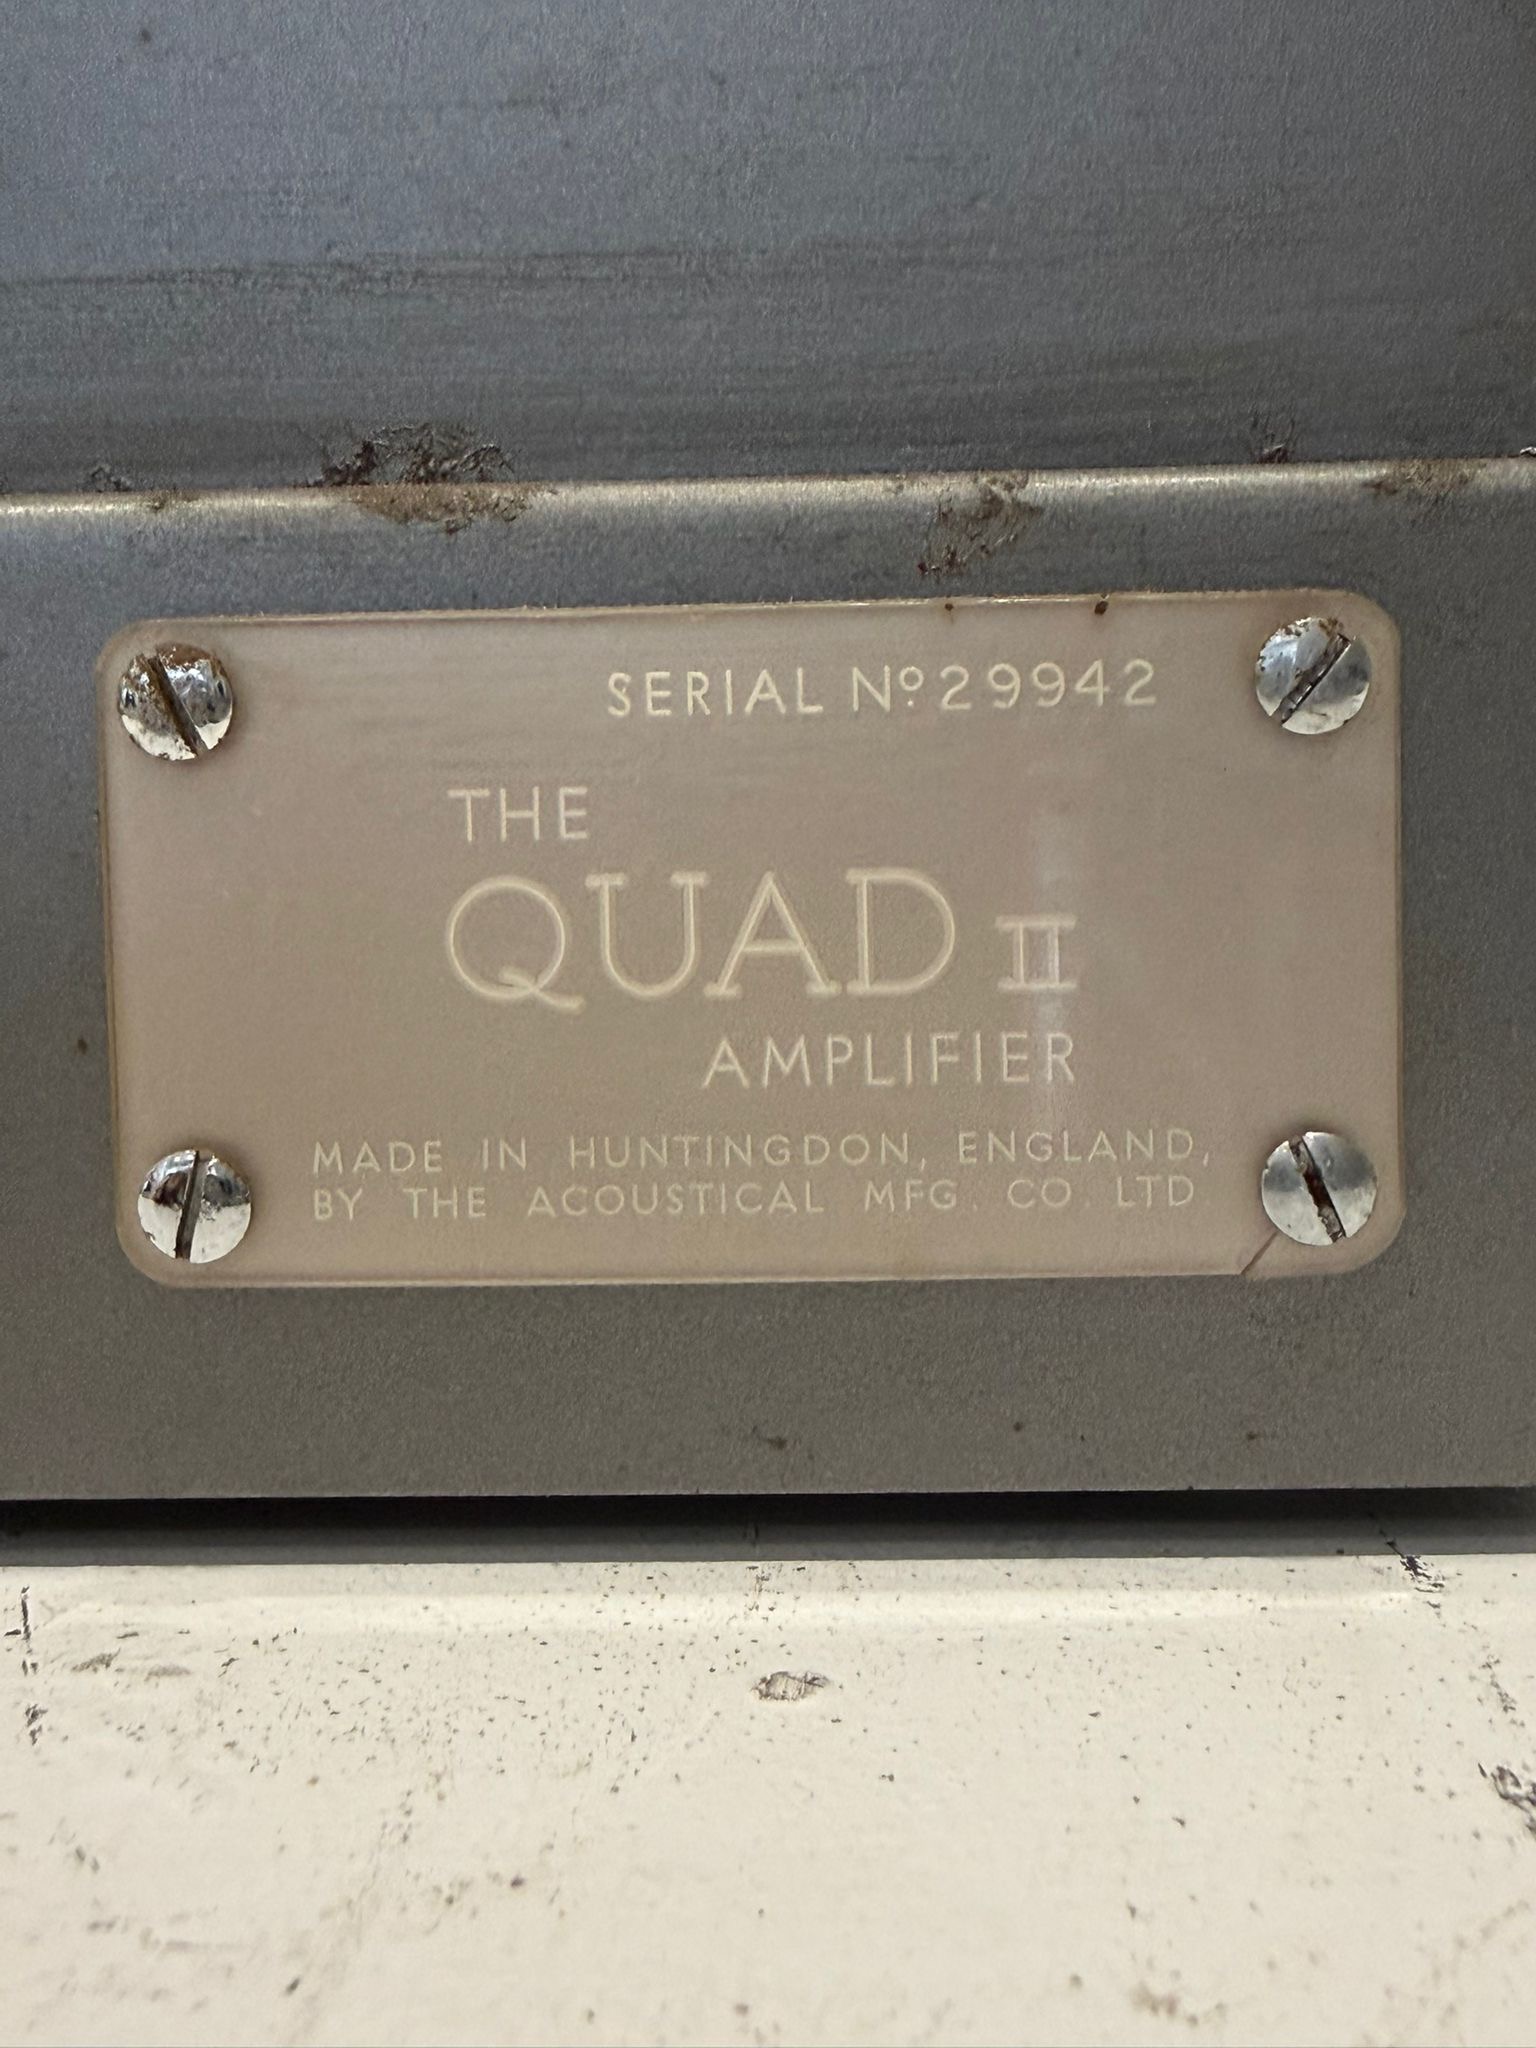 SERIAL Nº 29942
THE
QUAD II
AMPLIFIER
MADE IN HUNTINGDON, ENGLAND,
BY THE ACOUSTICAL MFG. CO. LTD